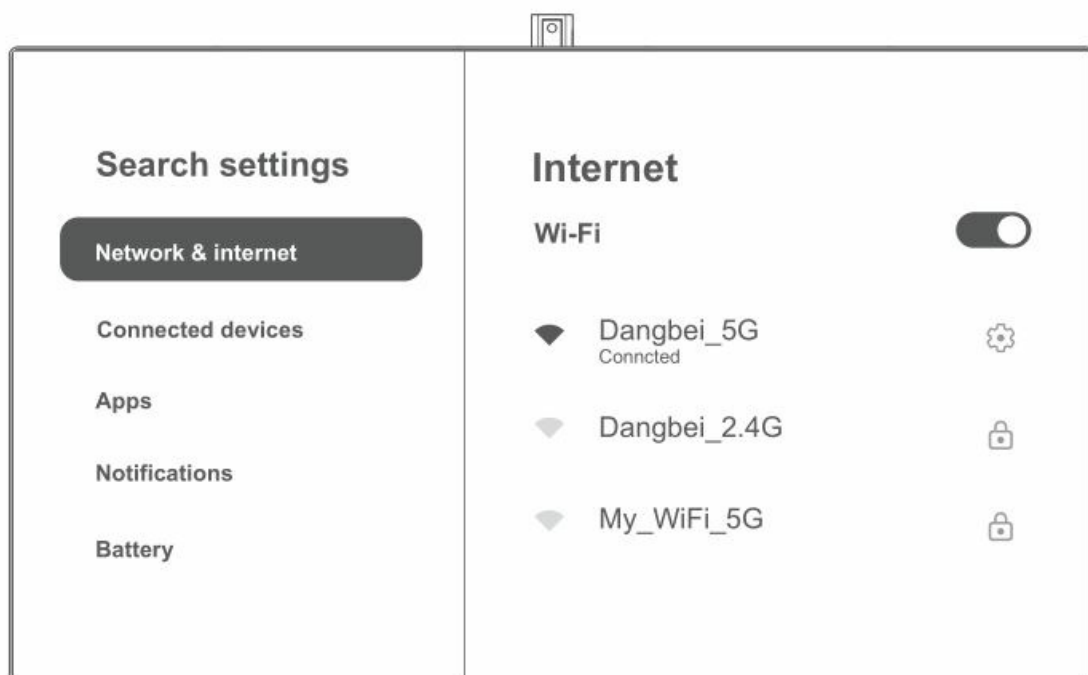 Search settings
Network & internet
Connected devices
Apps
Notifications
Battery
Internet
Wi-Fi
Dangbei_5G
Conncted
Dangbei_2.4G
My_WiFi_5G